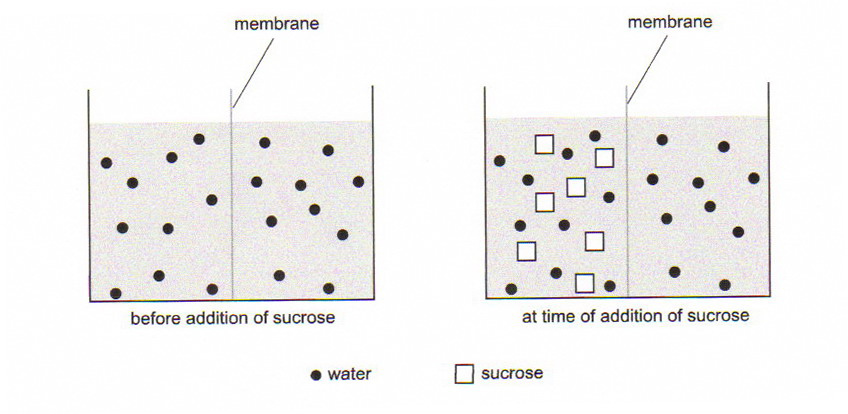 membrane
membrane
before addition of sucrose
at time of addition of sucrose
water
sucrose